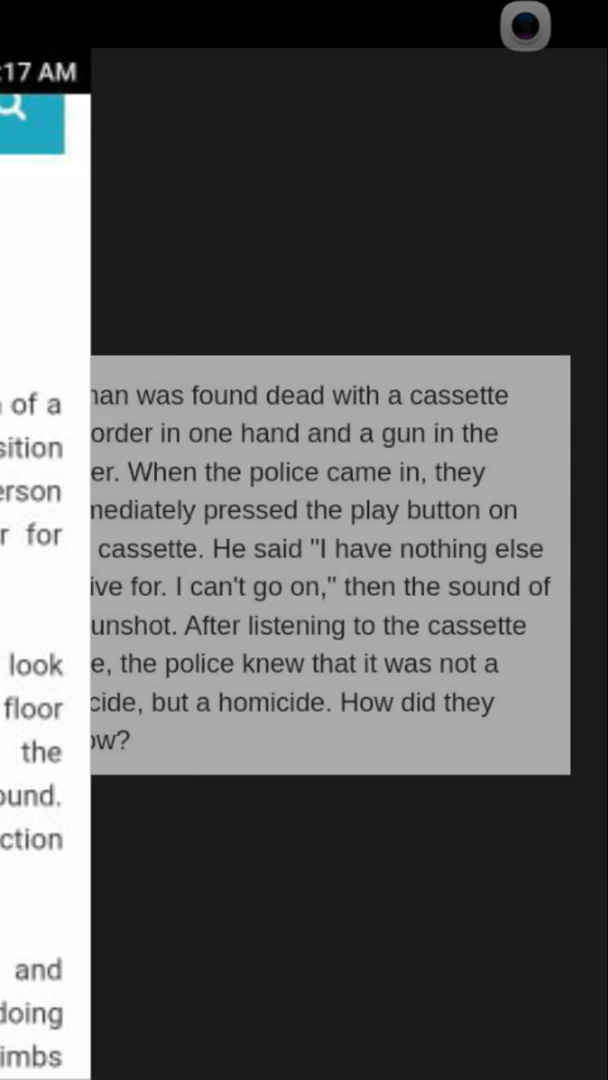 :17 AM
of a
sition
erson
r for
look
floor
the
ound.
ction
and
doing
imbs
nan was found dead with a cassette
order in one hand and a gun in the
er. When the police came in, they
mediately pressed the play button on
cassette. He said "I have nothing else
ive for. I can't go on," then the sound of
unshot. After listening to the cassette
e, the police knew that it was not a
cide, but a homicide. How did they
ow?